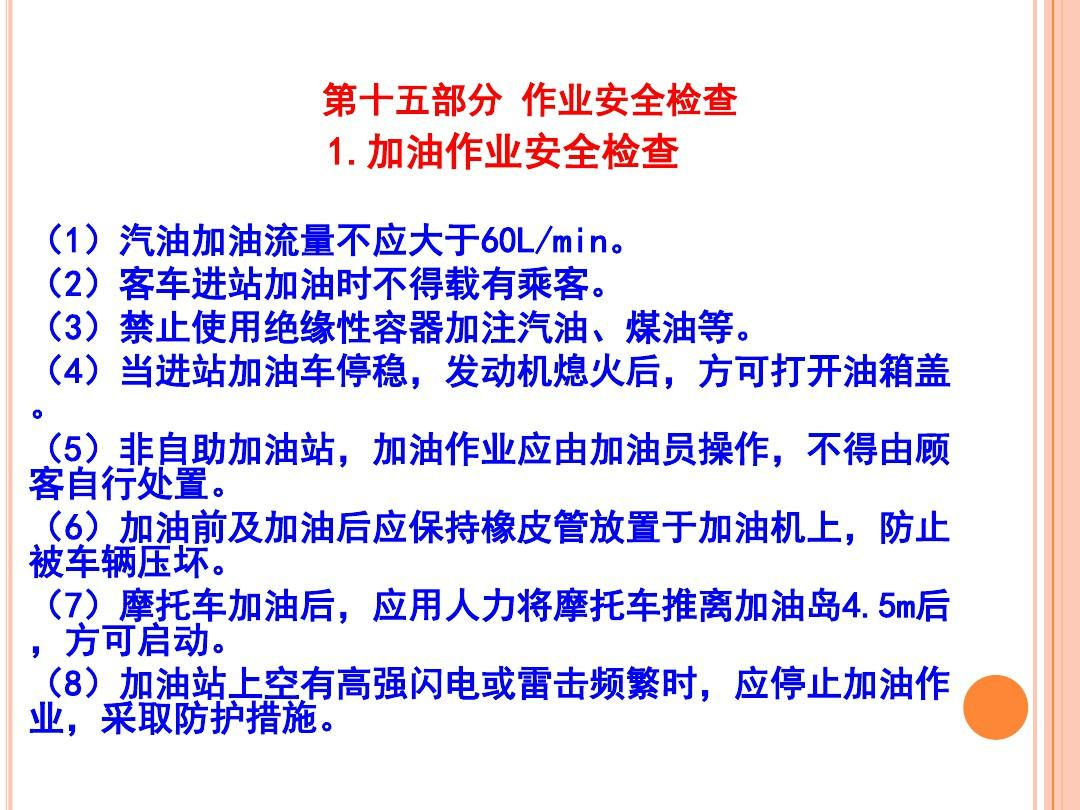 第十五部分 作业安全检查
1.加油作业安全检查
（1）汽油加油流量不应大于60L/min。
（2）客车进站加油时不得载有乘客。
（3）禁止使用绝缘性容器加注汽油、煤油等。
（4）当进站加油车停稳，发动机熄火后，方可打开油箱盖
。
（5）非自助加油站，加油作业应由加油员操作，不得由顾
客自行处置。
（6）加油前及加油后应保持橡皮管放置于加油机上，防止
被车辆压坏。
（7）摩托车加油后，应用人力将摩托车推离加油岛4.5m后
，方可启动。
（8）加油站上空有高强闪电或雷击频繁时，应停止加油作
业，采取防护措施。